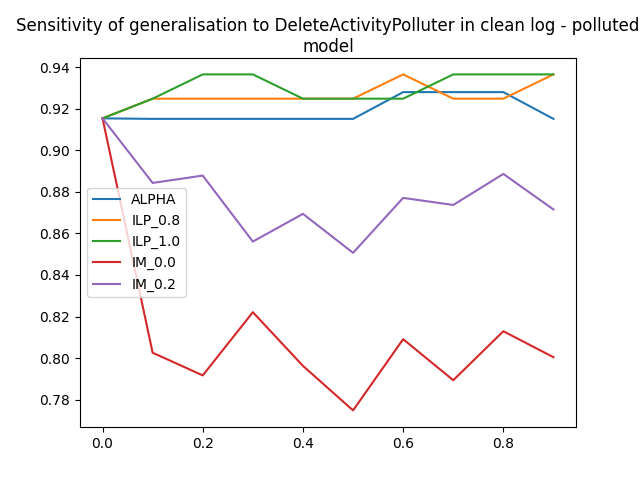 Sensitivity of generalisation to DeleteActivityPolluter in clean log - polluted
model
0.94
0.92
0.90
0.88
0.86
0.84
0.82
0.80
0.78
ALPHA
ILP_0.8
ILP_1.0
IM_0.0
IM_0.2
0.0 0.2 0.4 0.6 0.8